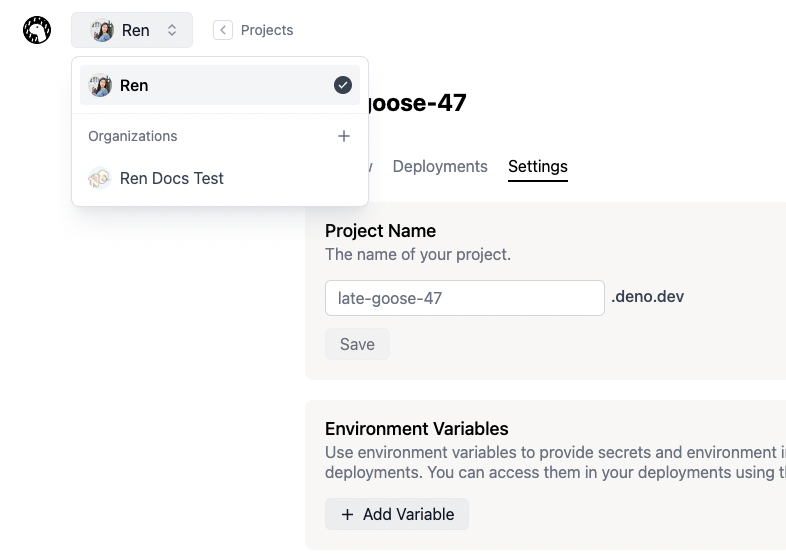 Ren
Projects
Ren
Organizations
Ren Docs Test
goose-47
Deployments
Settings
Project Name
The name of your project.
late-goose-47
.deno.dev
Save
Environment Variables
Use environment variables to provide secrets and environment
deployments. You can access them in your deployments using
+ Add Variable